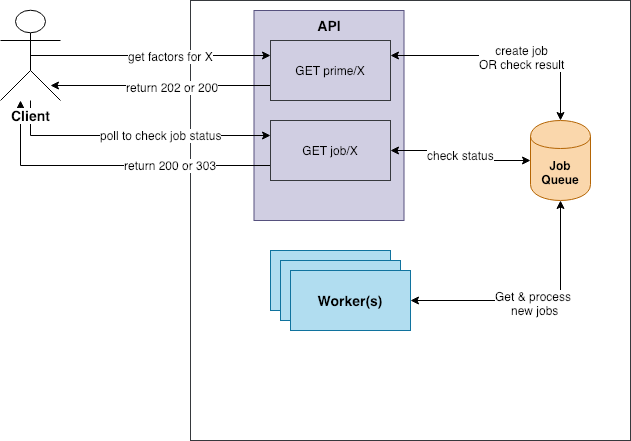 API
get factors for X
GET prime/X
create job
OR check result
return 202 or 200
Client
poll to check job status
GET job/X
check status
return 200 or 303
Job
Queue
Worker(s)
Get & process
new jobs